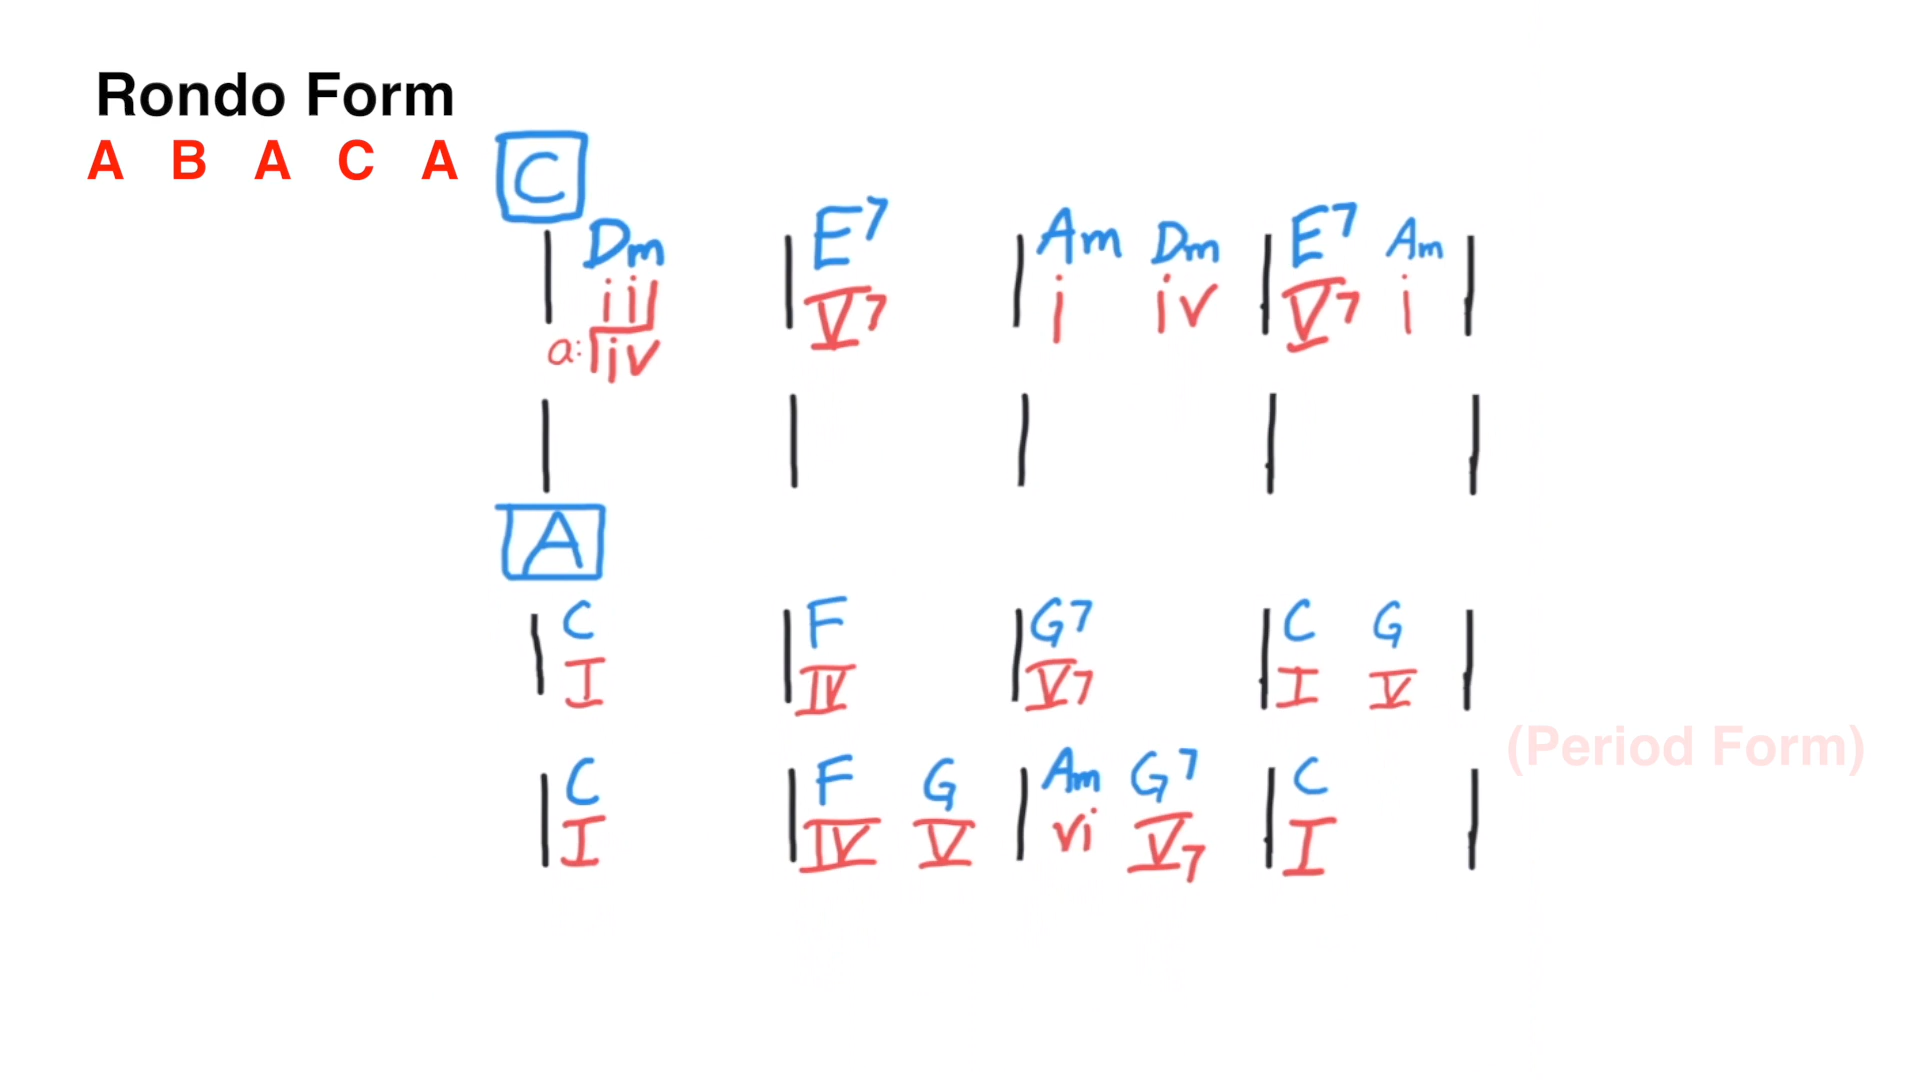 Rondo Form
A B A C A
C
Dm E7 Am Dm E7 Am
ii V7 i iv V7 i
a: iv
A
C F G7 C G
I IV V7 I V
(Period Form)
C F G Am G7 C
I IV V vi V7 I